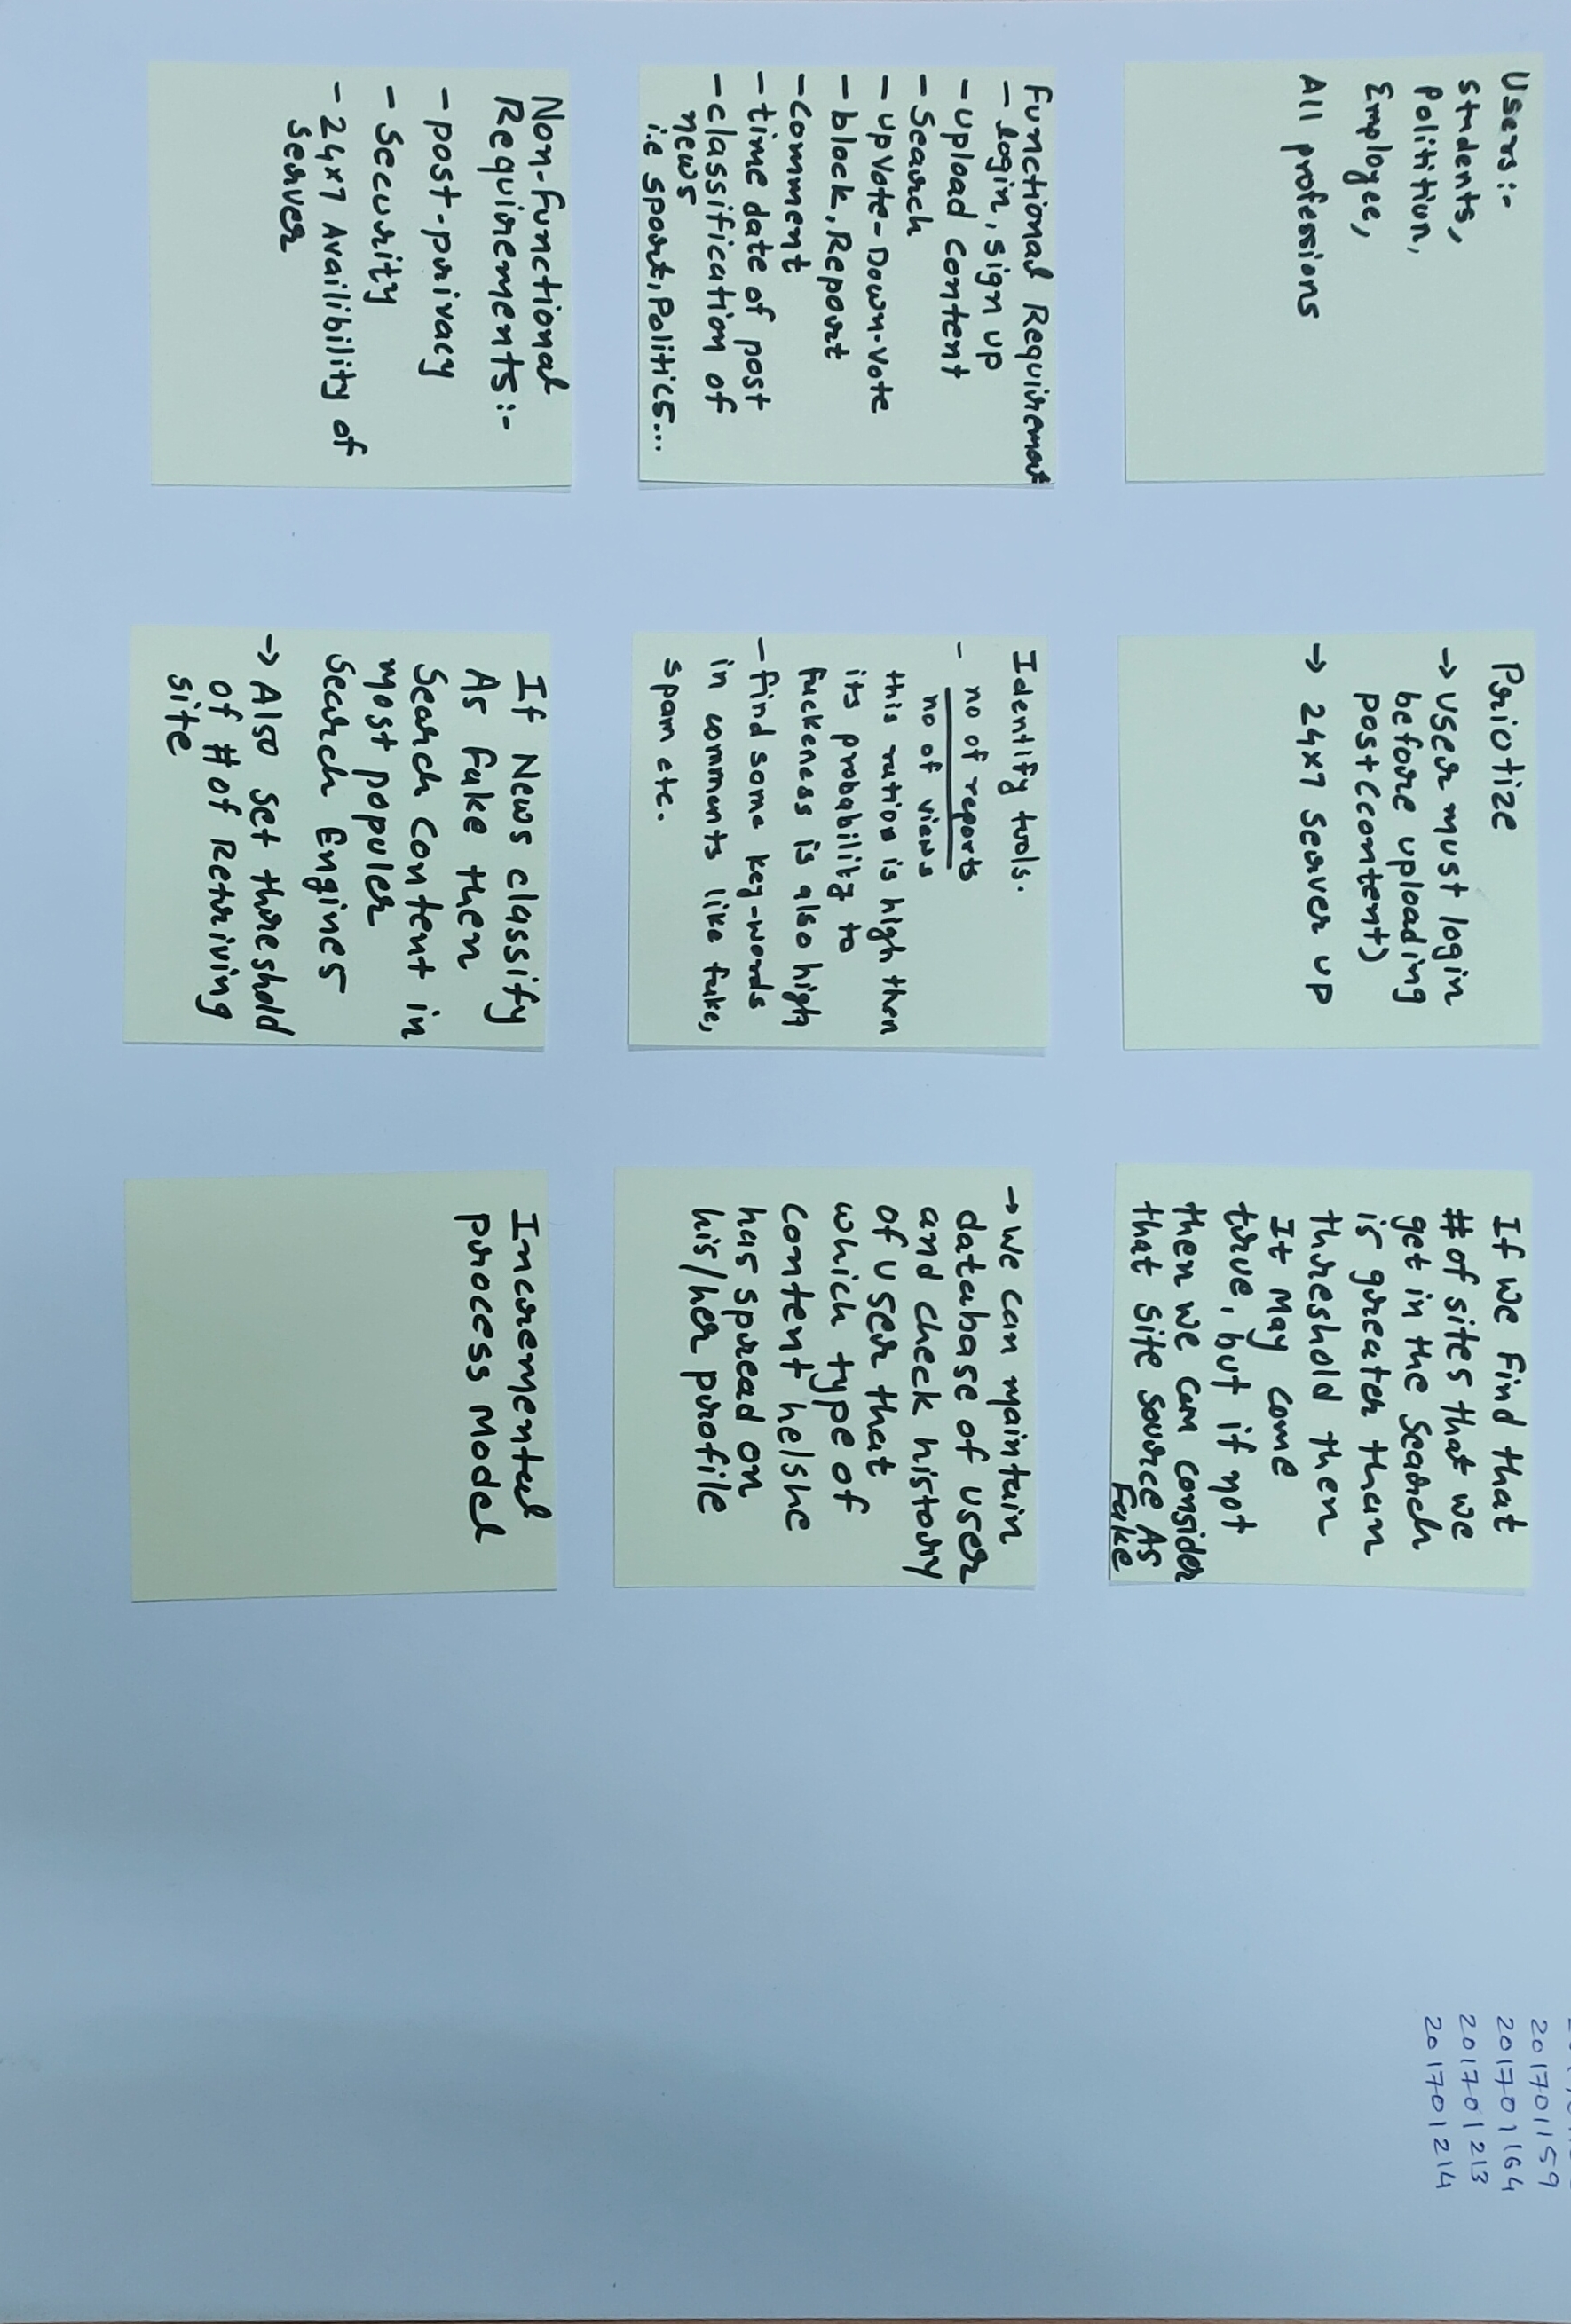 Users:-
Students,
Polition,
Employee,
All professions
Priotize
→ user must login
before uploading
post (content)
→ 24x7 server up
If we find that
# of sites that we
get in the search
is greater than
threshold then
It may come
true, but if not
then we can consider
that site source As
Fake
Functional Requirement
- login, sign up
- upload content
- Search
- upvote-Down-vote
- block, Report
- Comment
- time date of post
- classification of
news
i.e sport, Politics...
Identify tools.
- no of reports
no of views
this ration is high then
its probability to
fackeness is also high
- find some key-words
in comments like fake,
spam etc.
→ We can maintain
database of user
and check history
of user that
which type of
content he/she
has spread on
his/her profile
Non-functional
Requirements:-
- post-privacy
- Security
- 24x7 Availibility of
server
If News classify
As fake then
Search content in
most populer
Search Engines
→ Also set threshold
of # of Retriving
site
Incremental
process Model
201701159
201701164
201701213
201701214